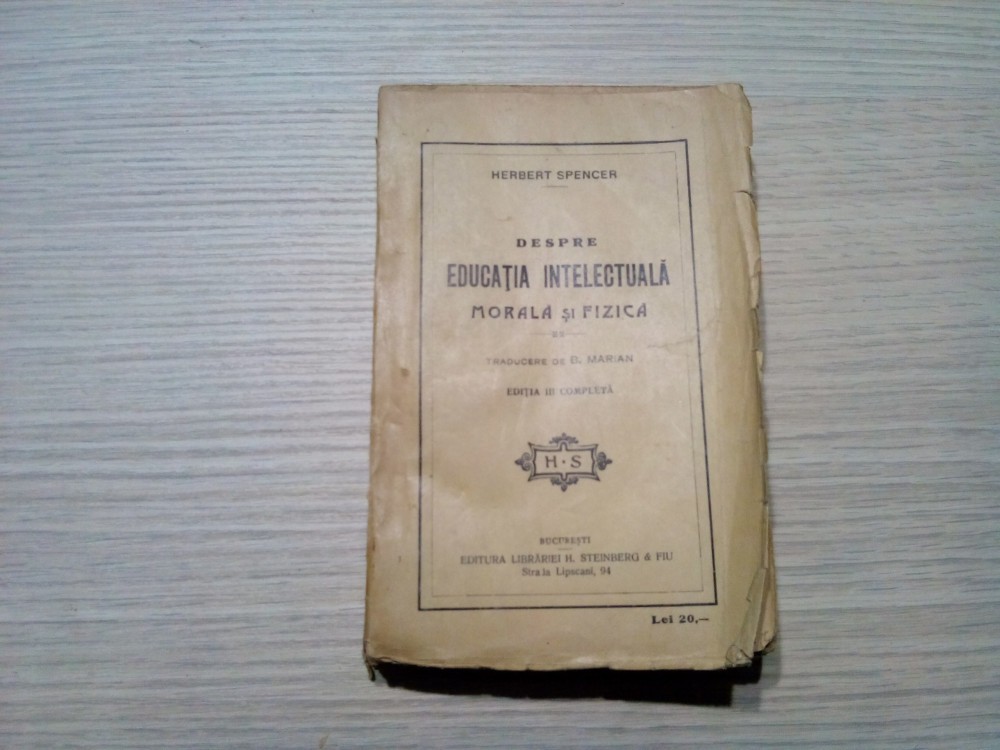 HERBERT SPENCER
DESPRE
EDUCAȚIA INTELECTUALĂ
MORALA ȘI FIZICĂ
TRADUCERE DE B. MARIAN
EDIȚIA III COMPLETĂ
H·S
BUCUREȘTI
EDITURA LIBRĂRIEI H. STEINBERG & FIU
Strada Lipscani, 94
Lei 20,—